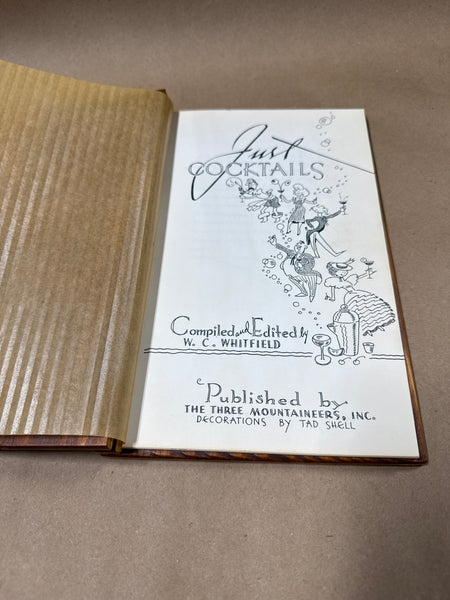 Just
COCKTAILS
Compiled and Edited by
W. C. WHITFIELD
Published by
THE THREE MOUNTAINEERS, INC.
DECORATIONS BY TAD SHELL